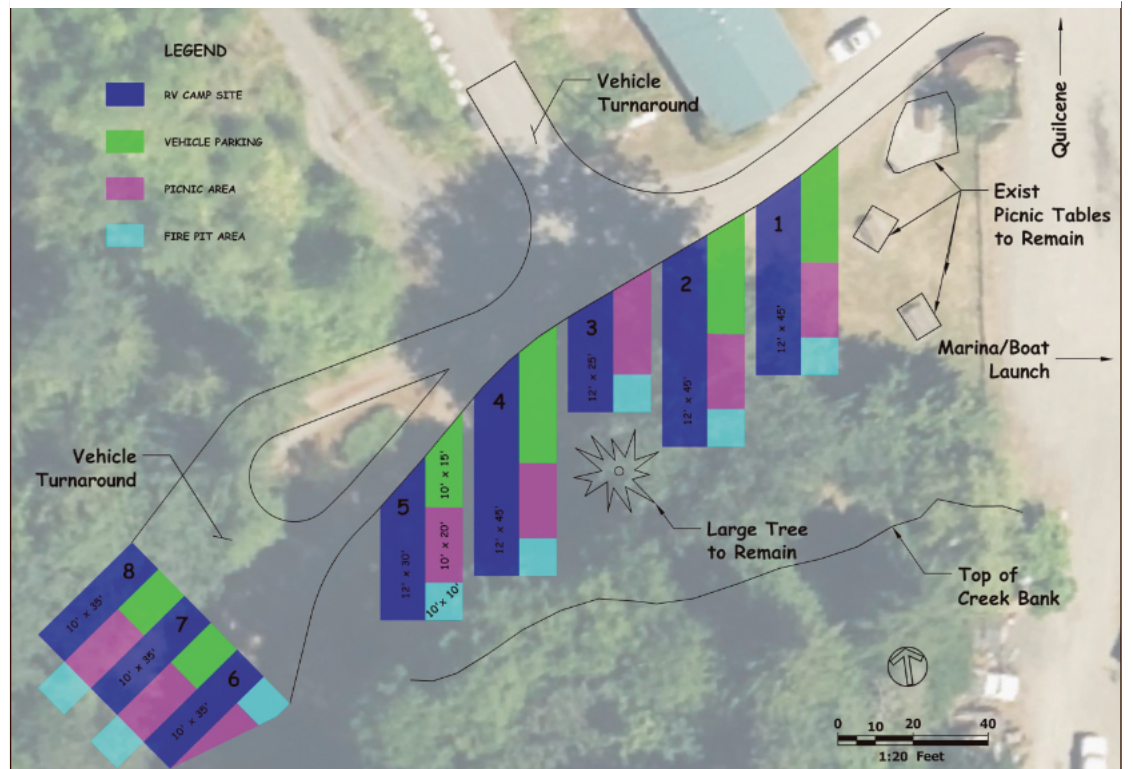 LEGEND
RV CAMP SITE
VEHICLE PARKING
PICNIC AREA
FIRE PIT AREA
Vehicle
Turnaround
Quilcene
Exist
Picnic Tables
to Remain
Marina/Boat
Launch
1
12' x 45'
2
12' x 45'
3
12' x 25'
4
12' x 45'
5
12' x 30'
10' x 15'
10' x 20'
10' x 10'
Large Tree
to Remain
Top of
Creek Bank
Vehicle
Turnaround
8
10' x 35'
7
10' x 35'
6
10' x 35'
0 10 20 40
1:20 Feet